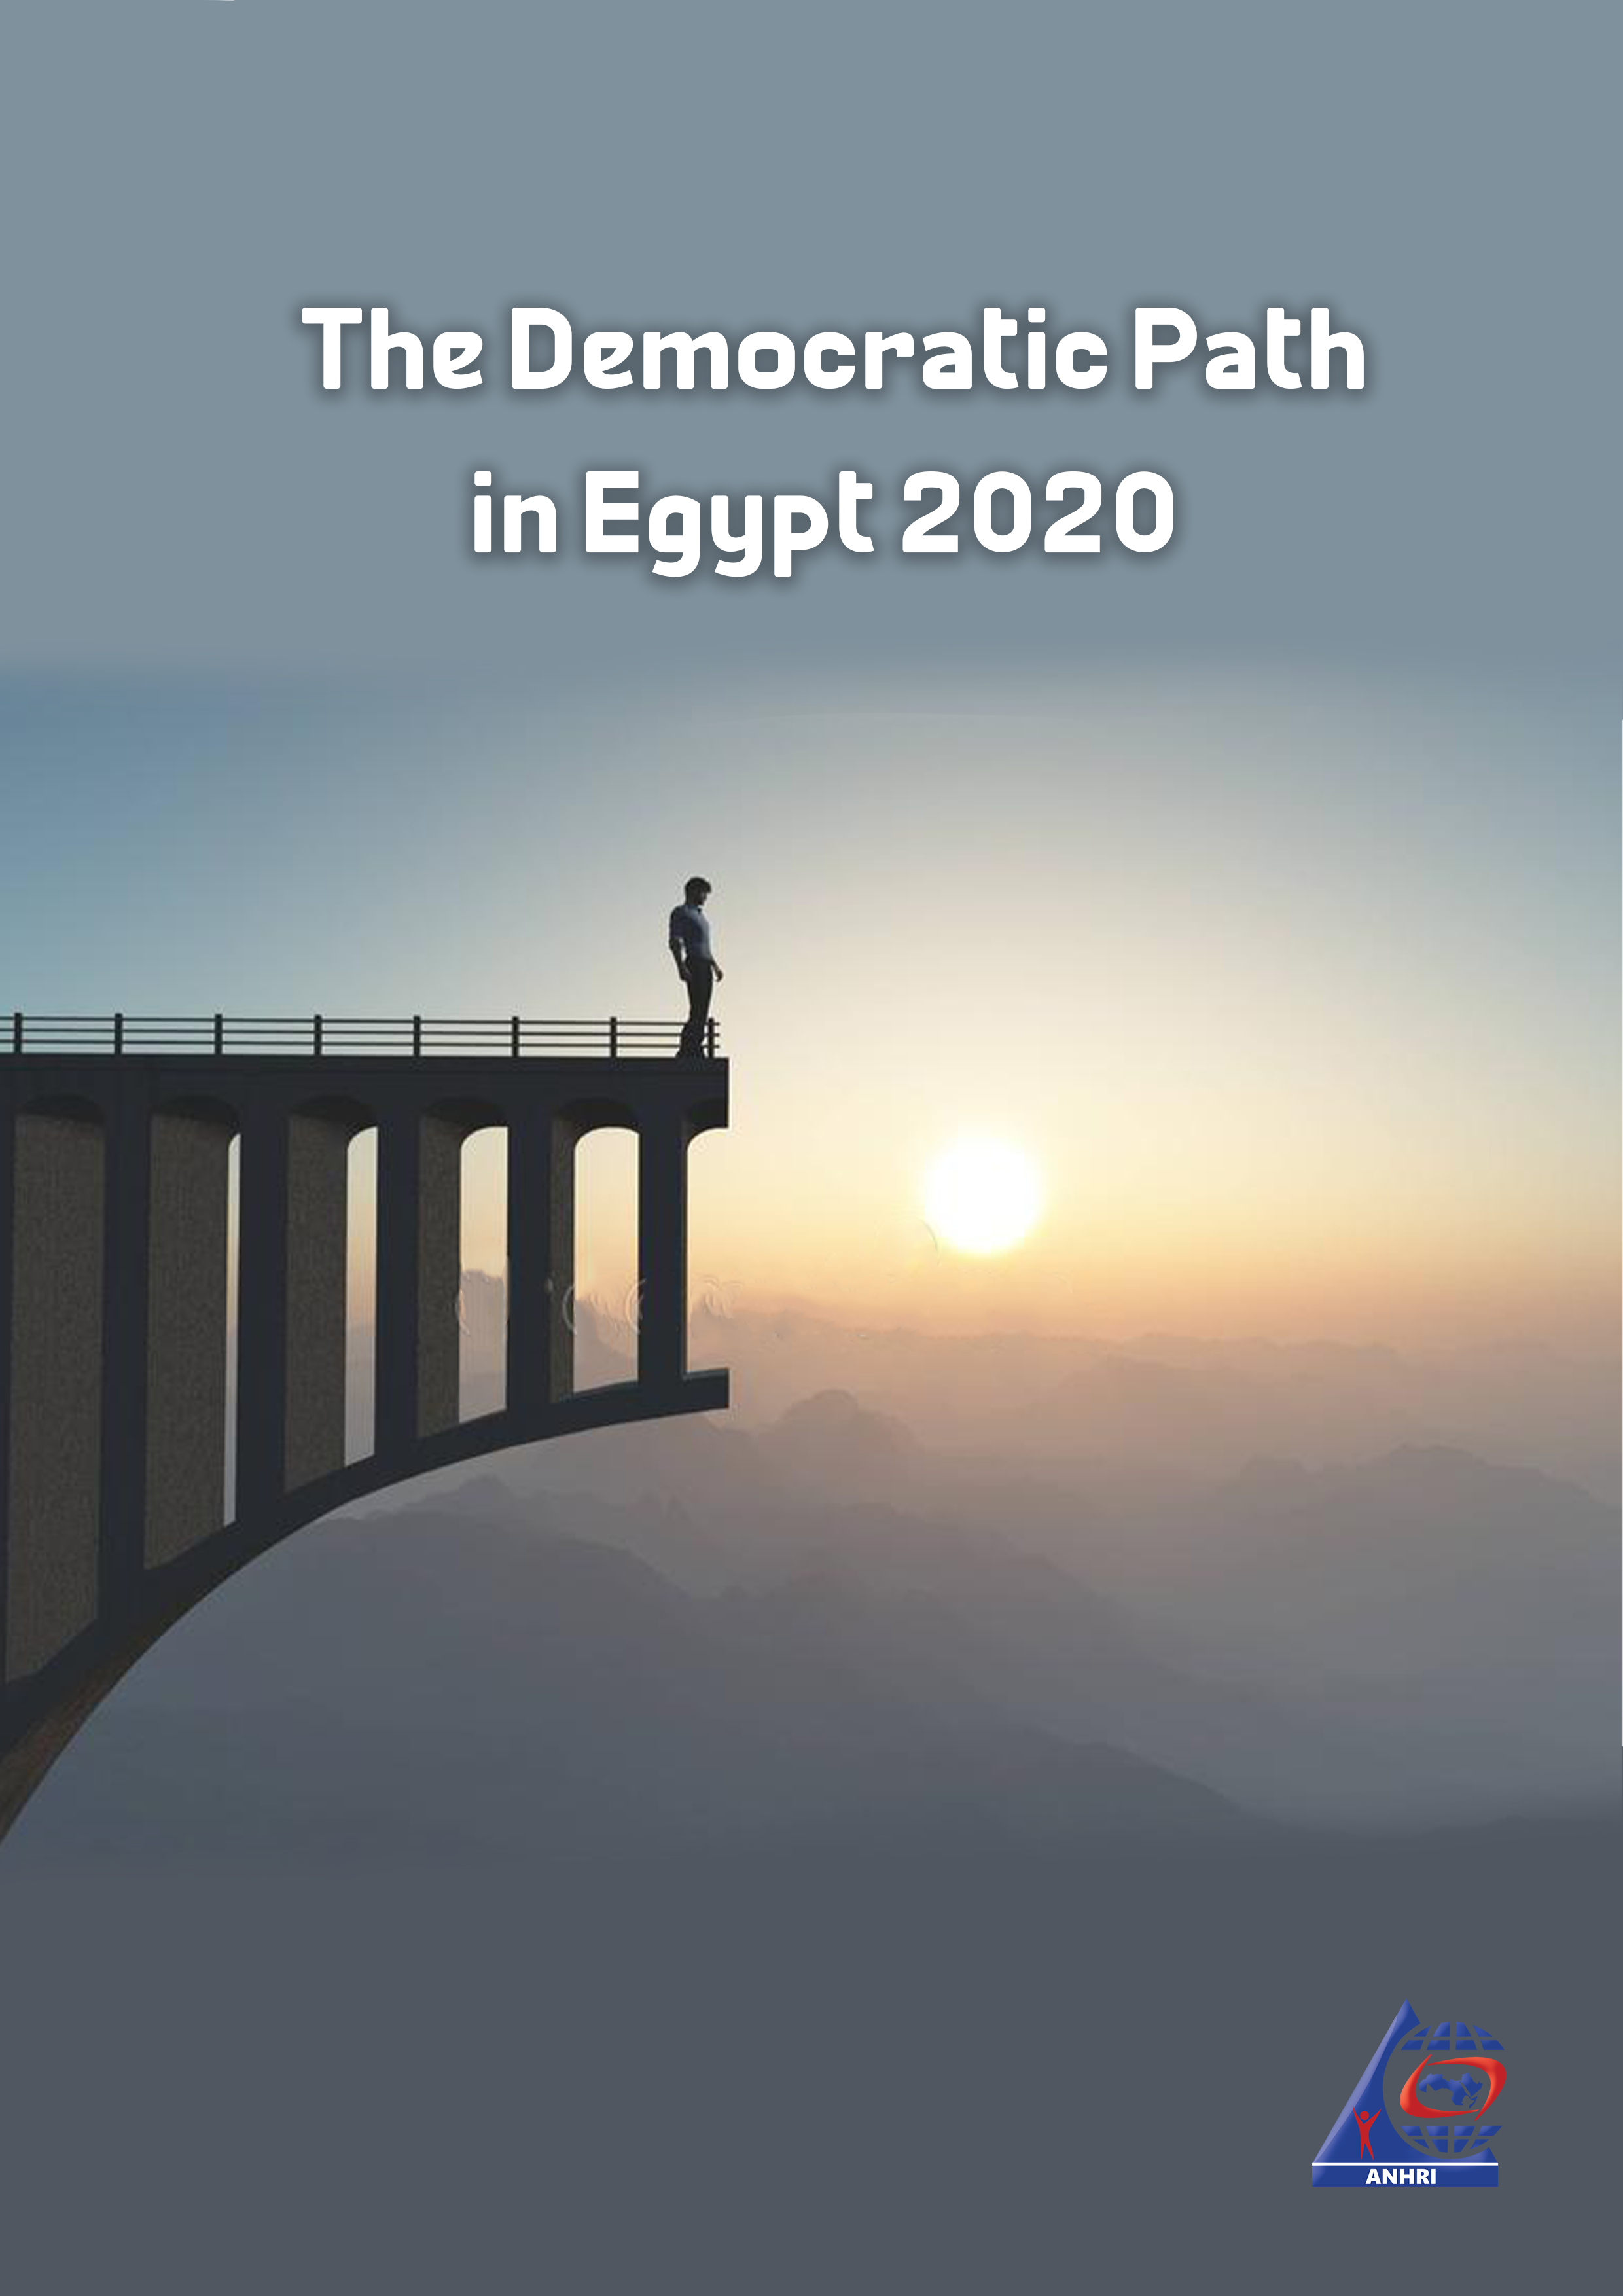 The Democratic Path
in Egypt 2020
ANHRI